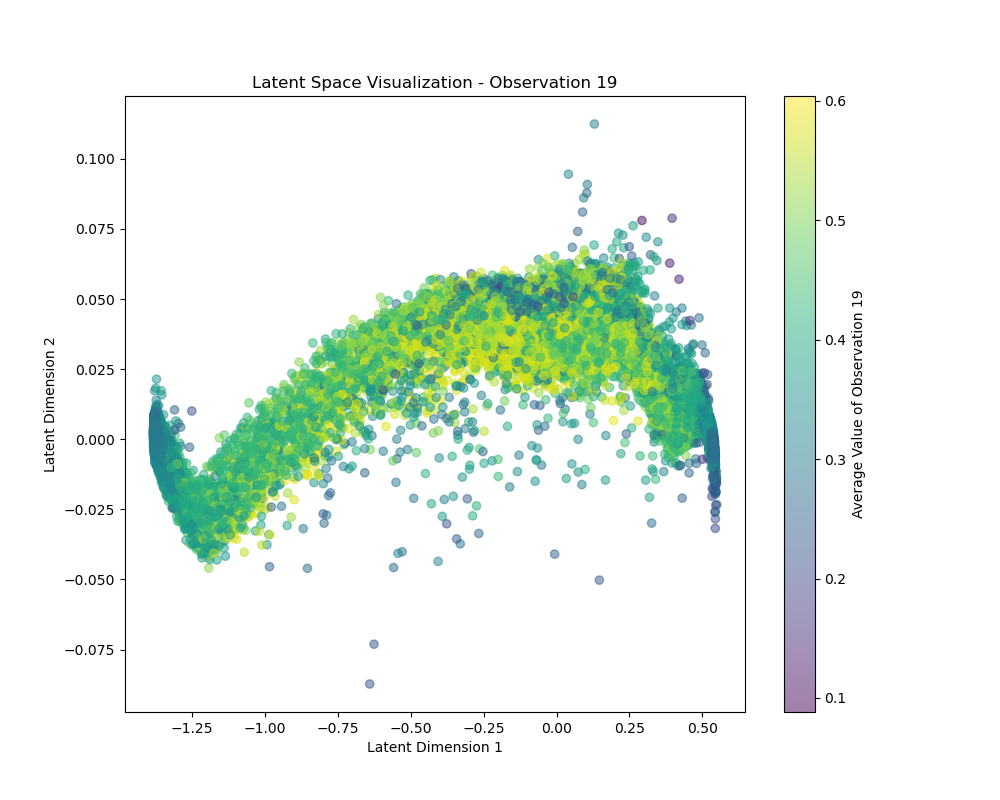 Latent Space Visualization - Observation 19
0.100
0.075
0.050
0.025
0.000
−0.025
−0.050
−0.075
Latent Dimension 2
−1.25 −1.00 −0.75 −0.50 −0.25 0.00 0.25 0.50
Latent Dimension 1
0.6
0.5
0.4
0.3
0.2
0.1
Average Value of Observation 19